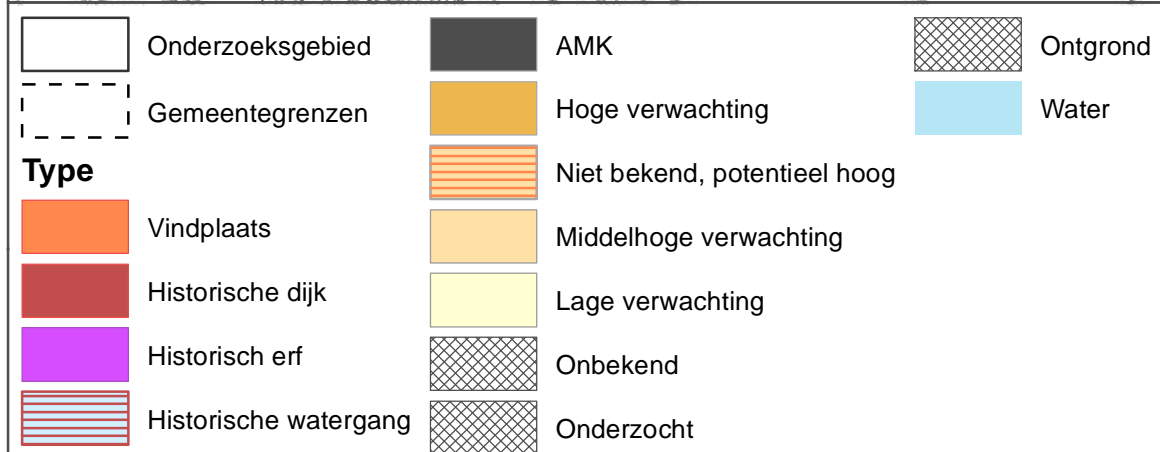 Onderzoeksgebied
Gemeentegrenzen
Type
Vindplaats
Historische dijk
Historisch erf
Historische watergang
AMK
Hoge verwachting
Niet bekend, potentieel hoog
Middelhoge verwachting
Lage verwachting
Onbekend
Onderzocht
Ontgrond
Water